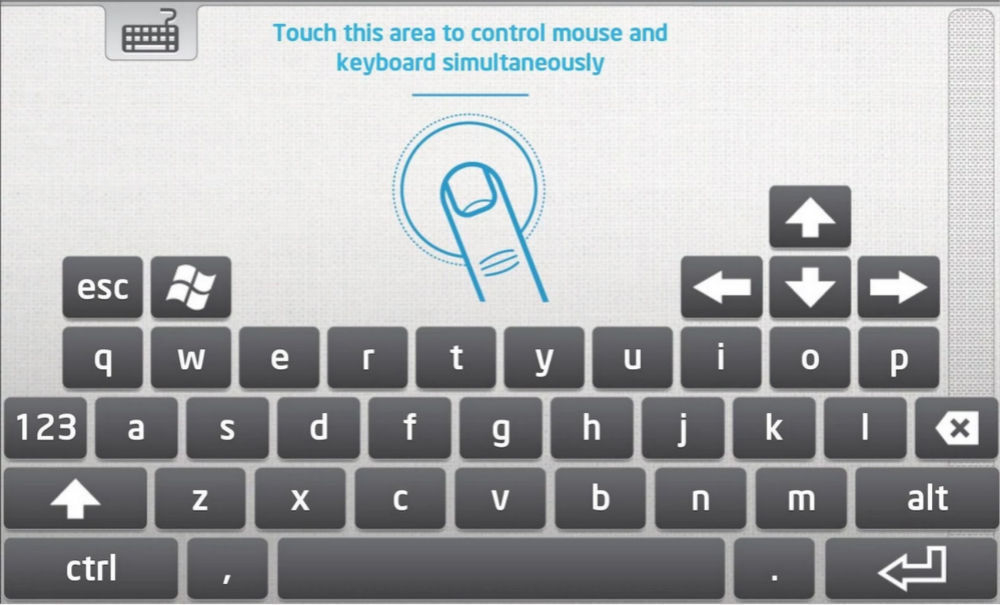 Touch this area to control mouse and
keyboard simultaneously
esc
q w e r t y u i o p
123 a s d f g h j k l
z x c v b n m alt
ctrl , .